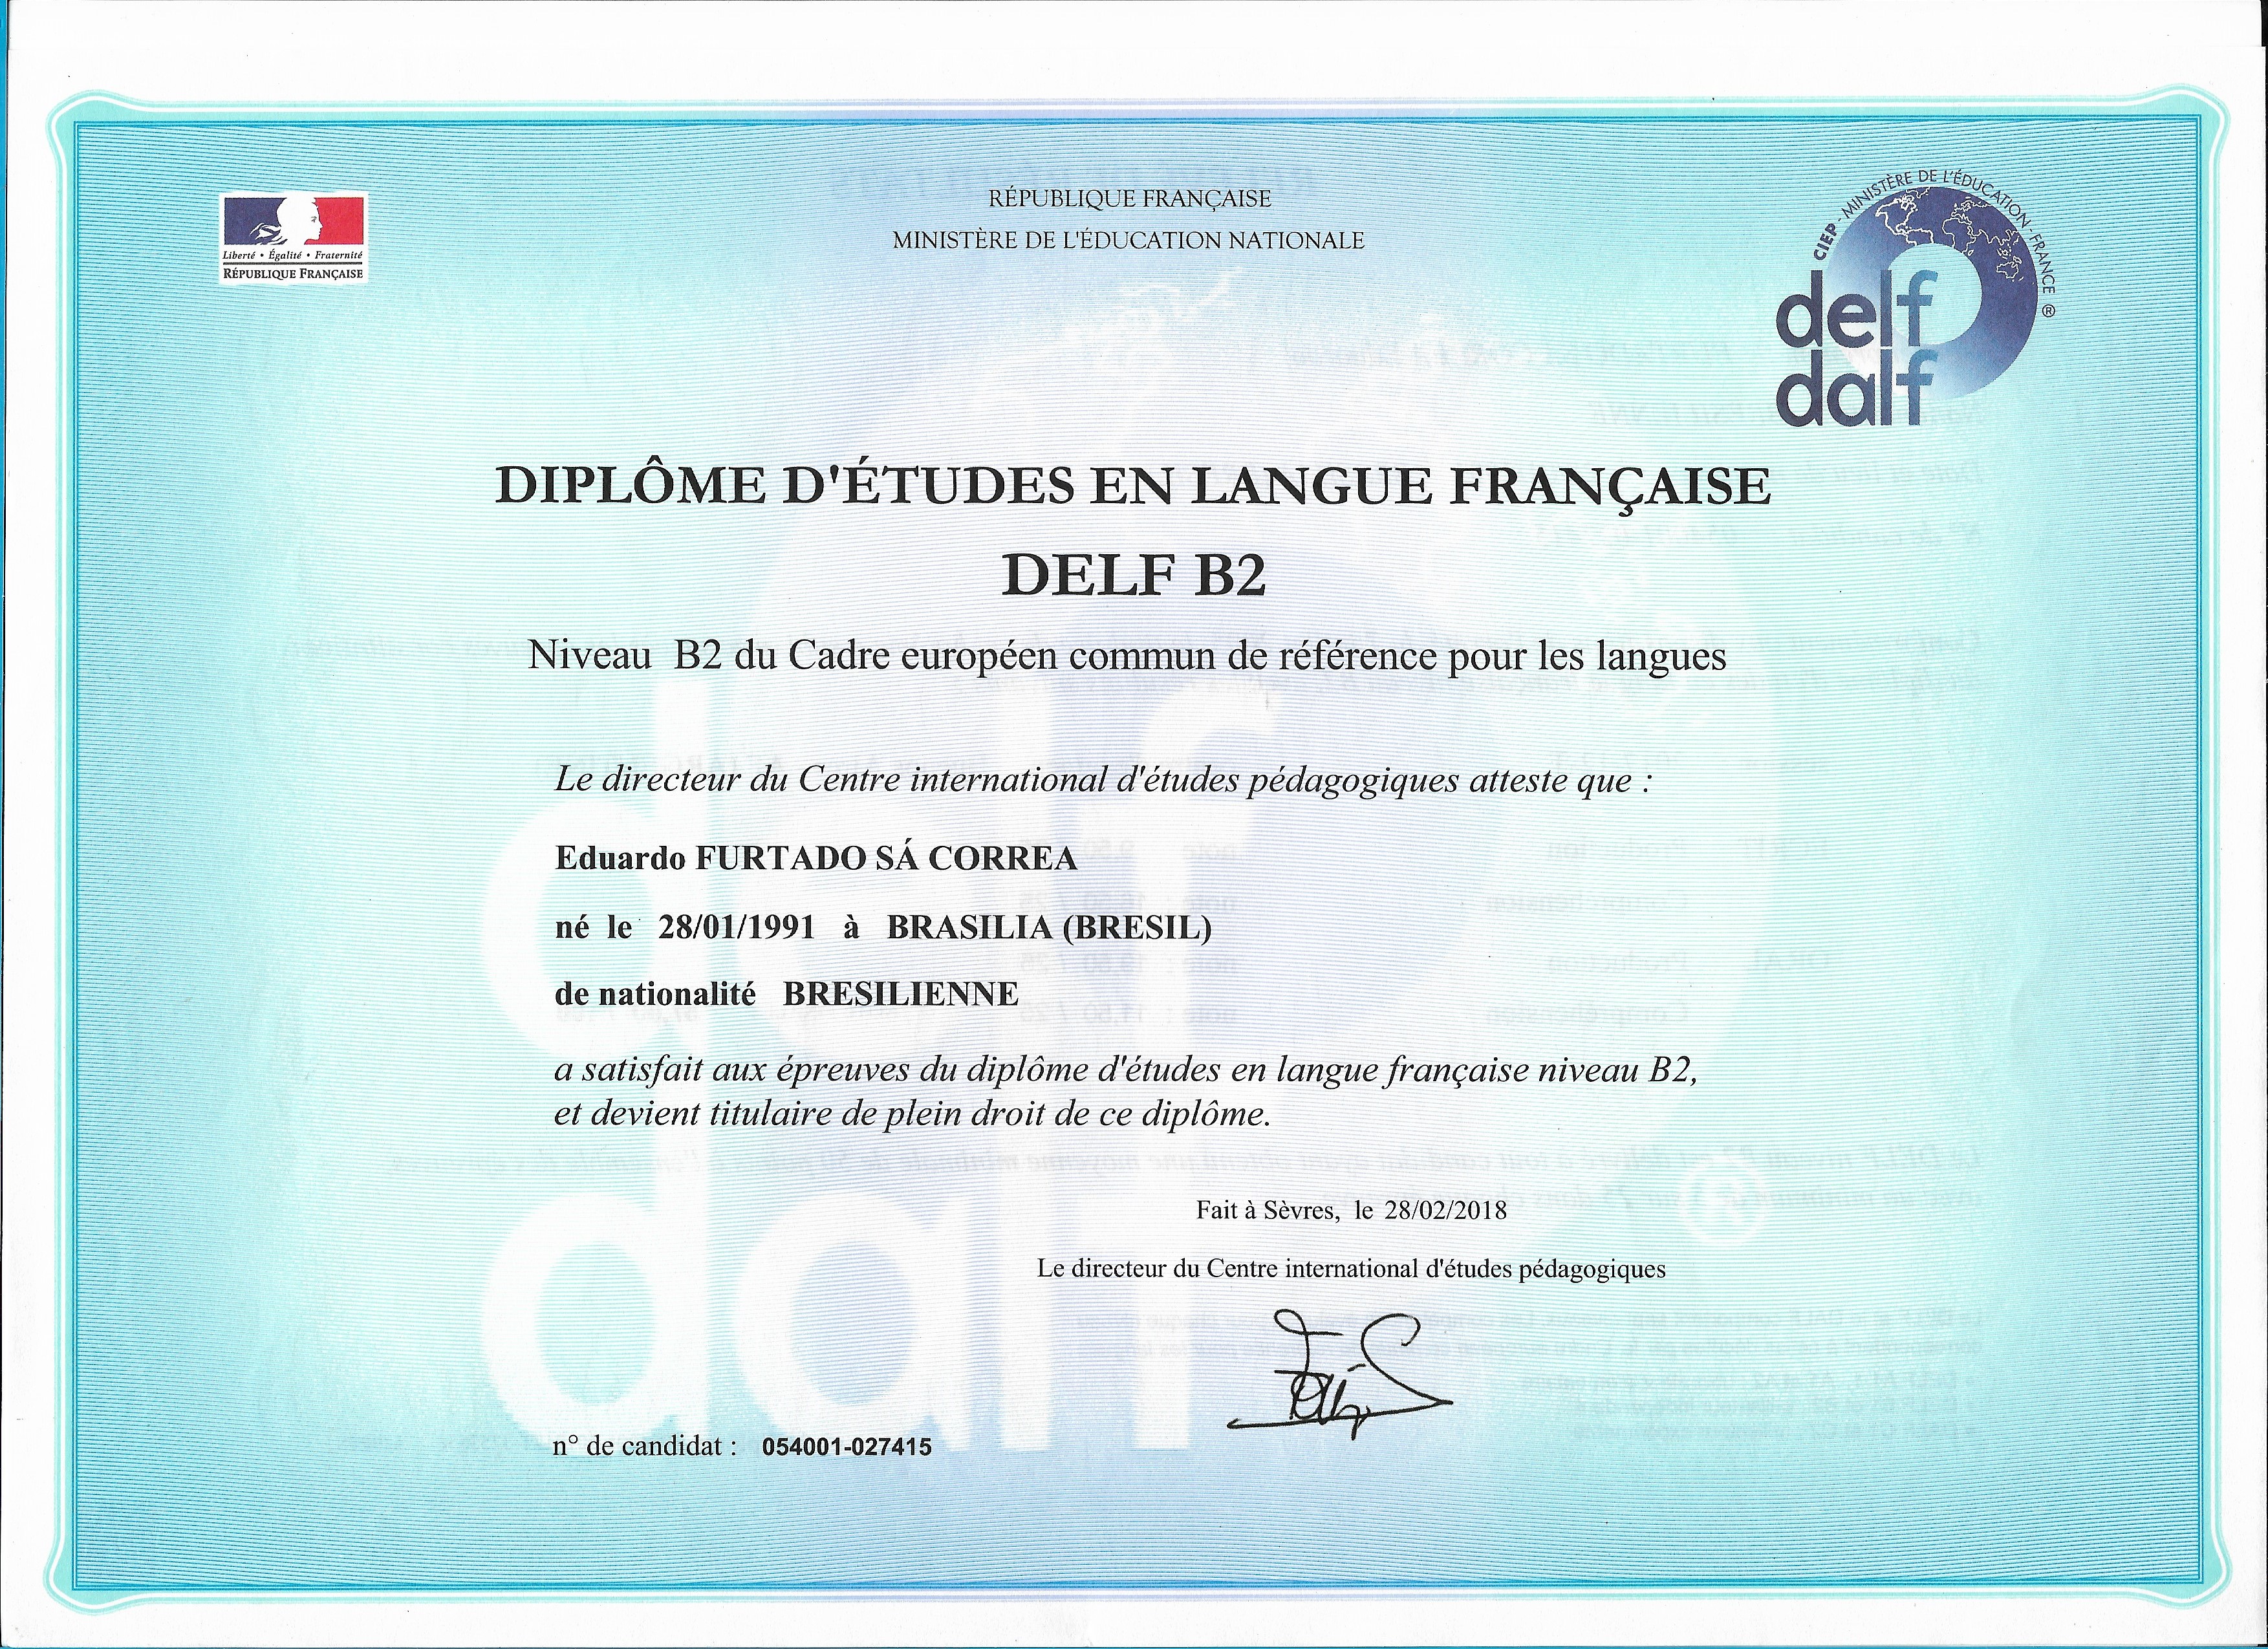 Liberté • Égalité • Fraternité
RÉPUBLIQUE FRANÇAISE
RÉPUBLIQUE FRANÇAISE
MINISTÈRE DE L'ÉDUCATION NATIONALE
CIEP - MINISTÈRE DE L'ÉDUCATION - FRANCE ®
delf
dalf
DIPLÔME D'ÉTUDES EN LANGUE FRANÇAISE
DELF B2
Niveau B2 du Cadre européen commun de référence pour les langues
Le directeur du Centre international d'études pédagogiques atteste que :
Eduardo FURTADO SÁ CORREA
né le 28/01/1991 à BRASILIA (BRESIL)
de nationalité BRESILIENNE
a satisfait aux épreuves du diplôme d'études en langue française niveau B2,
et devient titulaire de plein droit de ce diplôme.
Fait à Sèvres, le 28/02/2018
Le directeur du Centre international d'études pédagogiques
n° de candidat : 054001-027415
delf
dalf
®